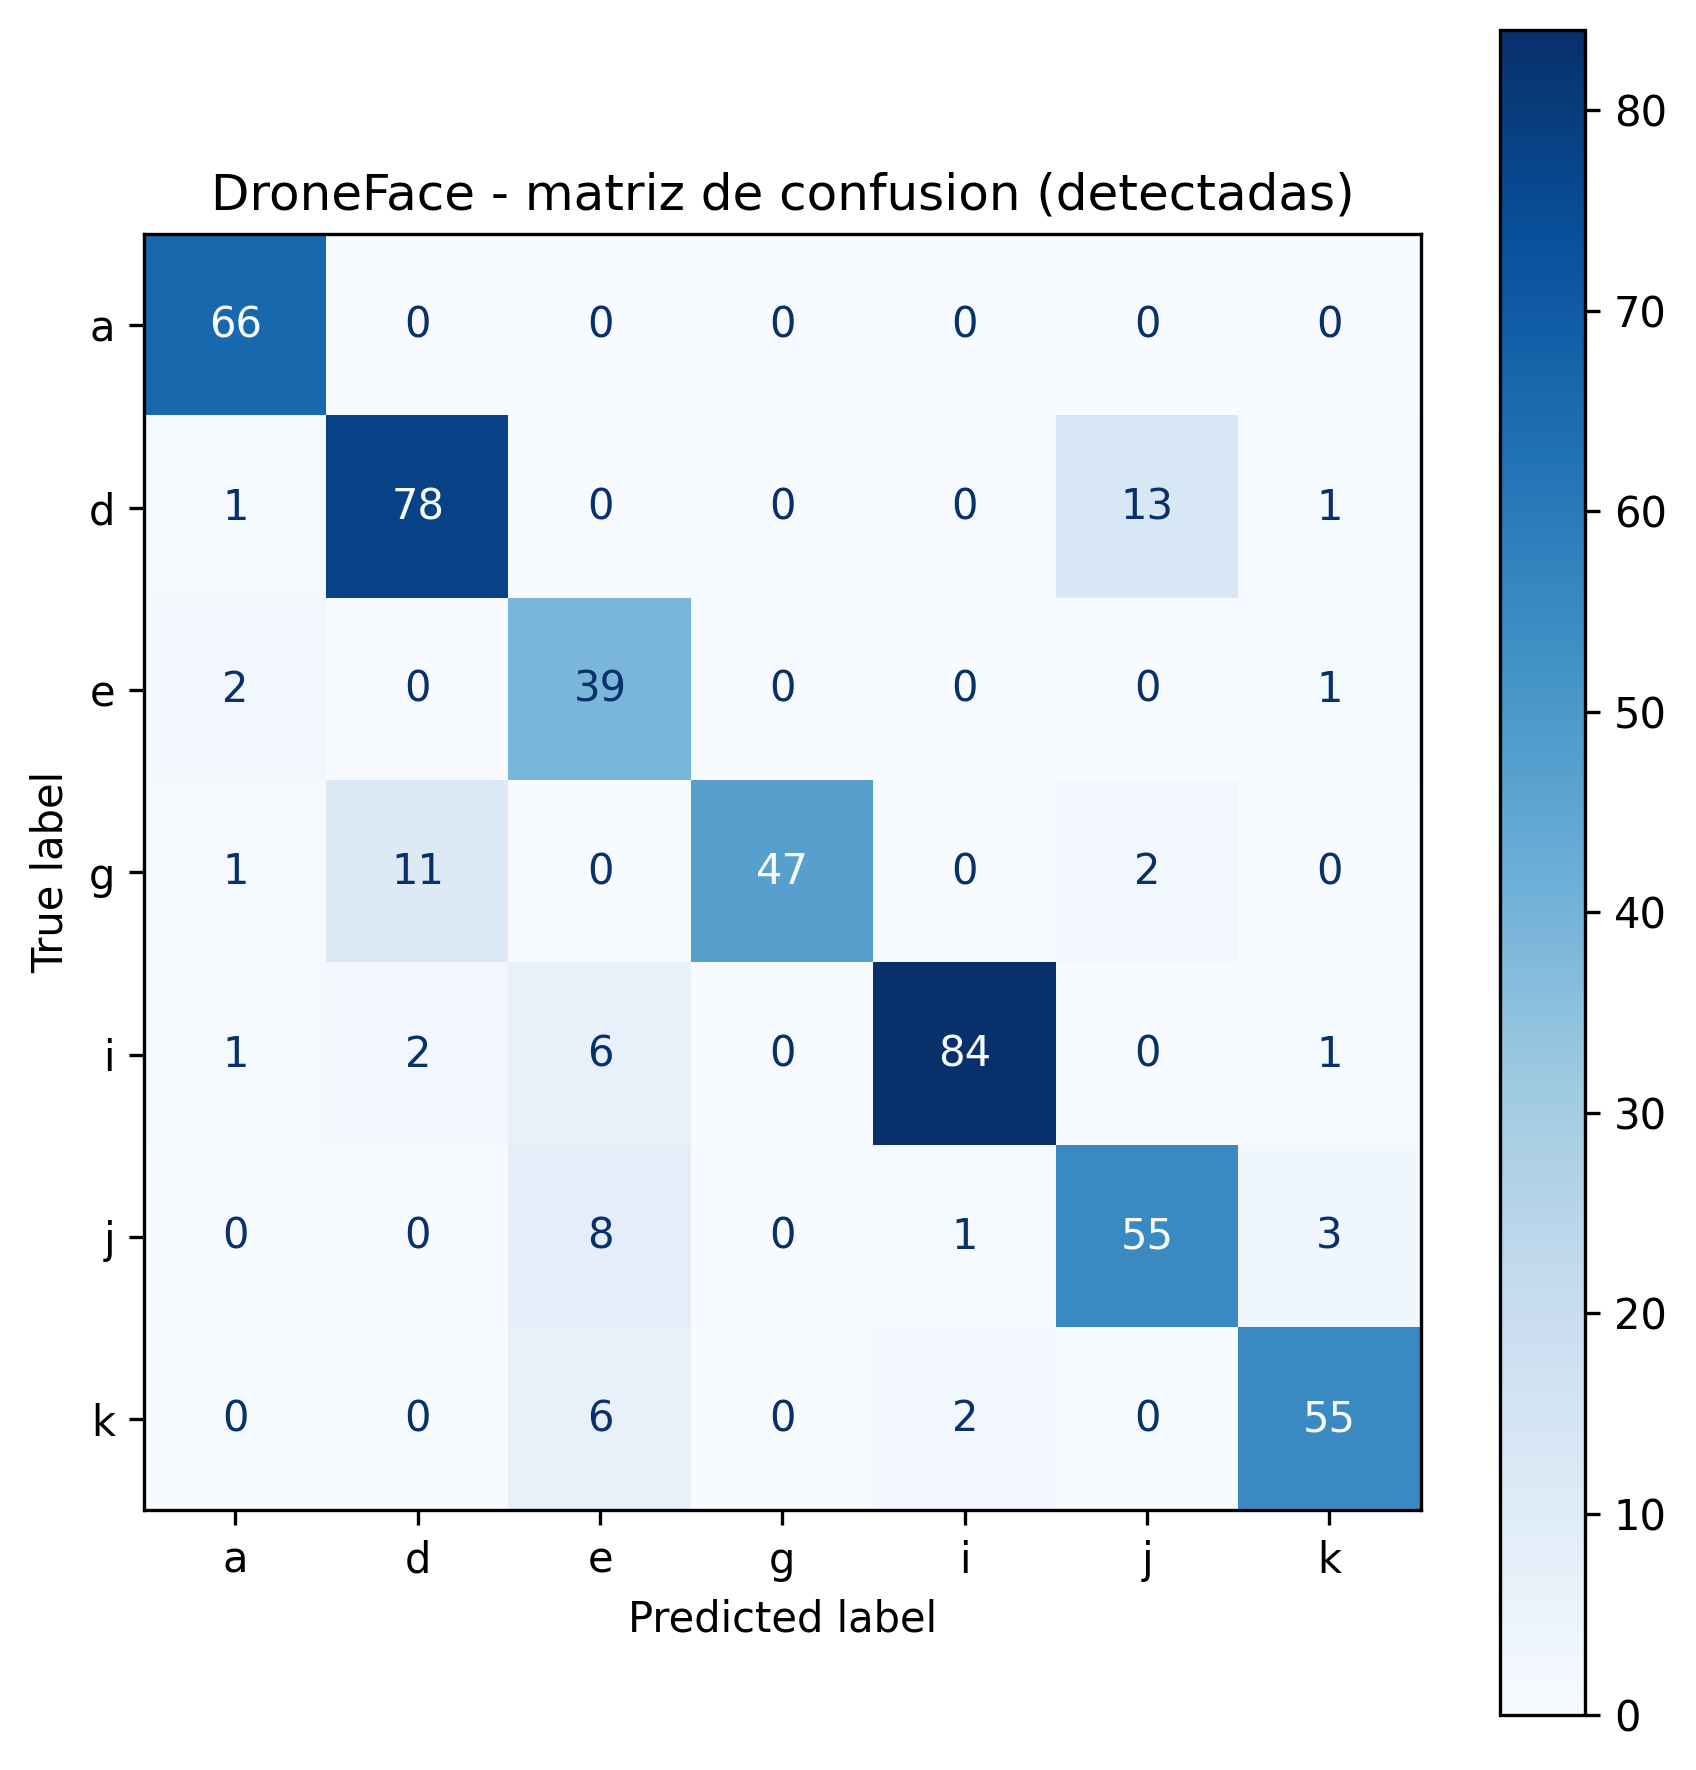 DroneFace - matriz de confusion (detectadas)
a 66 0 0 0 0 0 0
d 1 78 0 0 0 13 1
e 2 0 39 0 0 0 1
g 1 11 0 47 0 2 0
i 1 2 6 0 84 0 1
j 0 0 8 0 1 55 3
k 0 0 6 0 2 0 55
a d e g i j k
Predicted label
True label
80
70
60
50
40
30
20
10
0